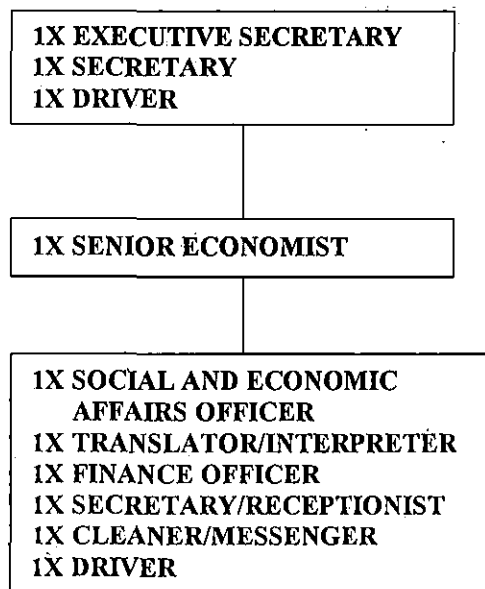 1X EXECUTIVE SECRETARY
1X SECRETARY
1X DRIVER
1X SENIOR ECONOMIST
1X SOCIAL AND ECONOMIC
AFFAIRS OFFICER
1X TRANSLATOR/INTERPRETER
1X FINANCE OFFICER
1X SECRETARY/RECEPTIONIST
1X CLEANER/MESSENGER
1X DRIVER